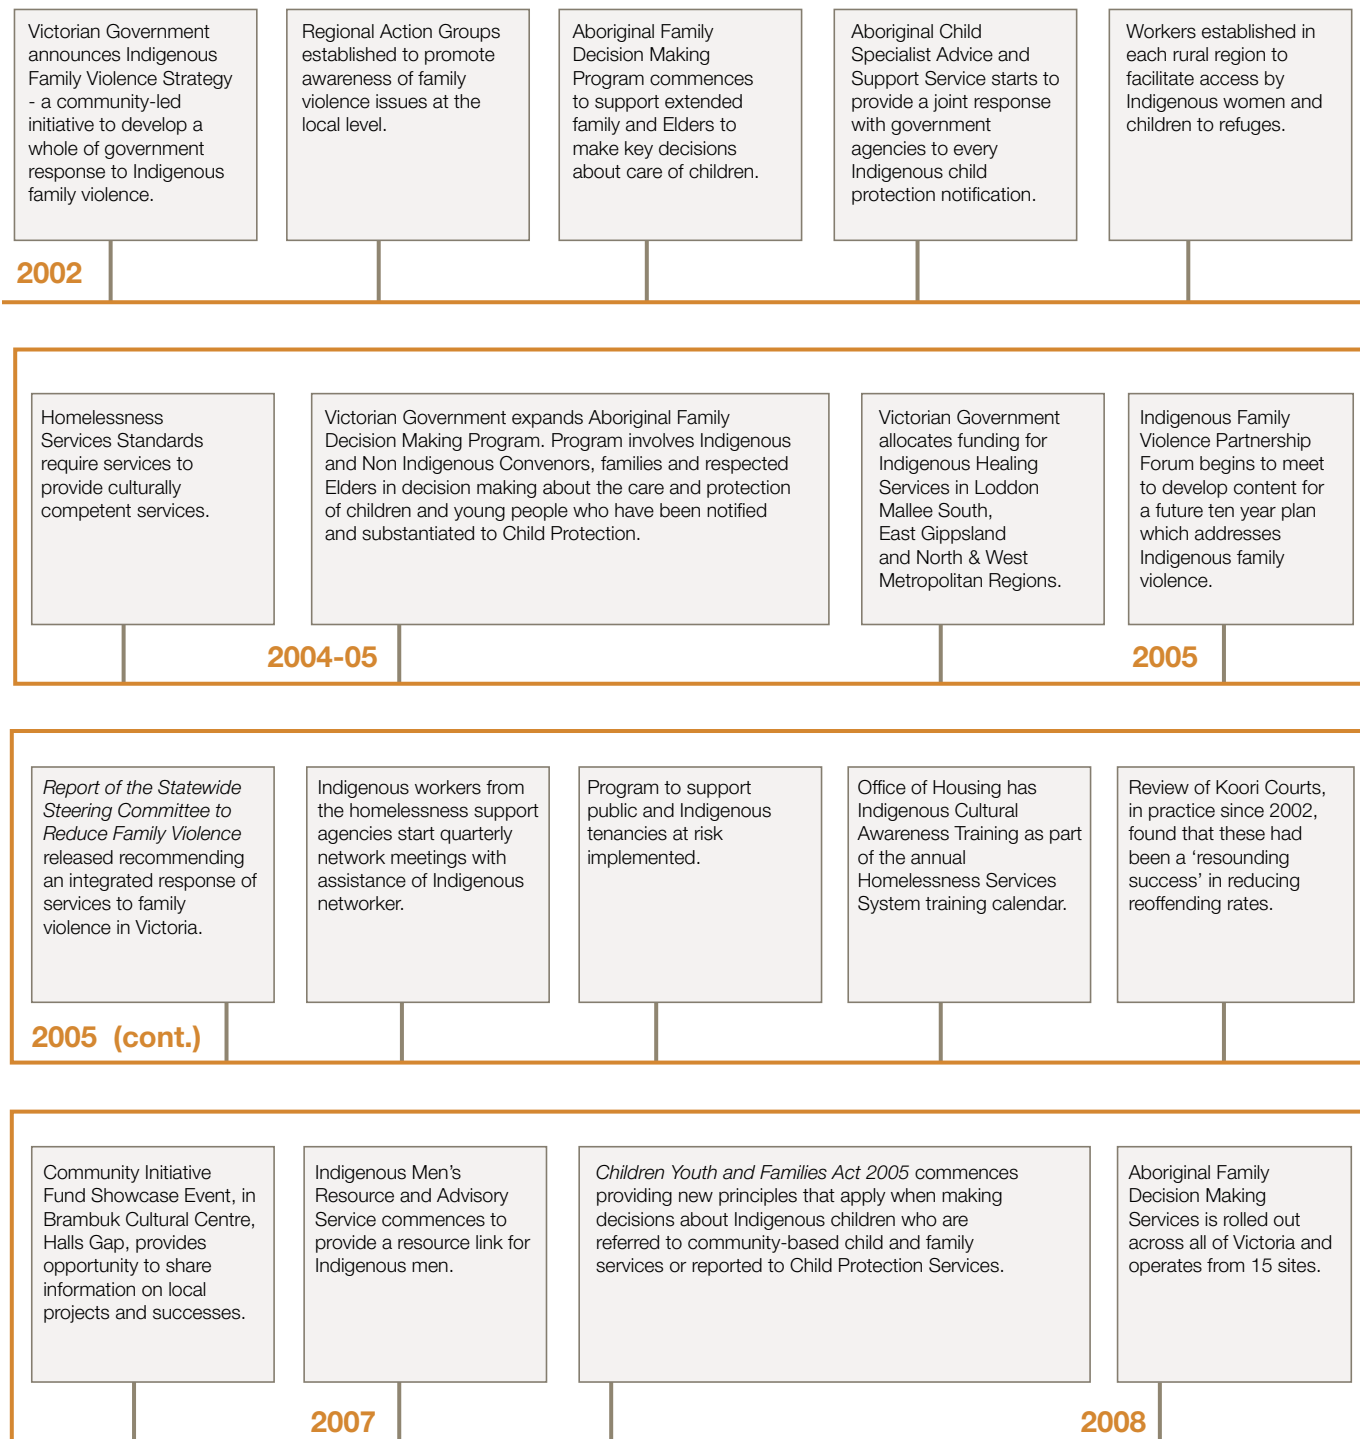 Victorian Government
announces Indigenous
Family Violence Strategy
- a community-led
initiative to develop a
whole of government
response to Indigenous
family violence.
Regional Action Groups
established to promote
awareness of family
violence issues at the
local level.
Aboriginal Family
Decision Making
Program commences
to support extended
family and Elders to
make key decisions
about care of children.
Aboriginal Child
Specialist Advice and
Support Service starts to
provide a joint response
with government
agencies to every
Indigenous child
protection notification.
Workers established in
each rural region to
facilitate access by
Indigenous women and
children to refuges.
2002
Homelessness
Services Standards
require services to
provide culturally
competent services.
Victorian Government expands Aboriginal Family
Decision Making Program. Program involves Indigenous
and Non Indigenous Convenors, families and respected
Elders in decision making about the care and protection
of children and young people who have been notified
and substantiated to Child Protection.
Victorian Government
allocates funding for
Indigenous Healing
Services in Loddon
Mallee South,
East Gippsland
and North & West
Metropolitan Regions.
Indigenous Family
Violence Partnership
Forum begins to meet
to develop content for
a future ten year plan
which addresses
Indigenous family
violence.
2004-05
2005
Report of the Statewide
Steering Committee to
Reduce Family Violence
released recommending
an integrated response of
services to family
violence in Victoria.
Indigenous workers from
the homelessness support
agencies start quarterly
network meetings with
assistance of Indigenous
networker.
Program to support
public and Indigenous
tenancies at risk
implemented.
Office of Housing has
Indigenous Cultural
Awareness Training as part
of the annual
Homelessness Services
System training calendar.
Review of Koori Courts,
in practice since 2002,
found that these had
been a ‘resounding
success’ in reducing
reoffending rates.
2005 (cont.)
Community Initiative
Fund Showcase Event, in
Brambuk Cultural Centre,
Halls Gap, provides
opportunity to share
information on local
projects and successes.
Indigenous Men’s
Resource and Advisory
Service commences to
provide a resource link for
Indigenous men.
Children Youth and Families Act 2005 commences
providing new principles that apply when making
decisions about Indigenous children who are
referred to community-based child and family
services or reported to Child Protection Services.
Aboriginal Family
Decision Making
Services is rolled out
across all of Victoria and
operates from 15 sites.
2007
2008